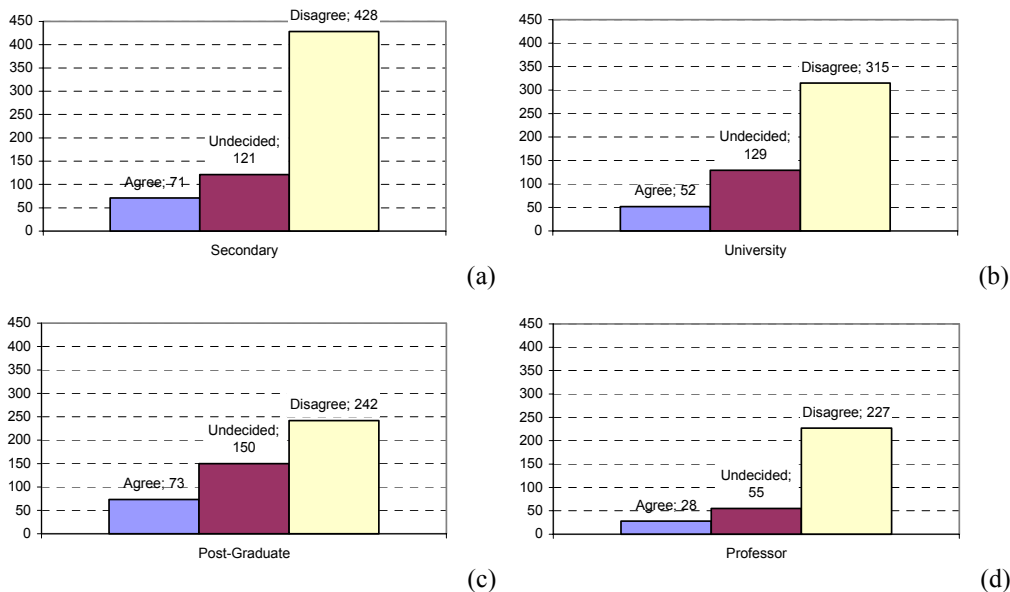 Disagree; 428
450
400
350
300
250
200
150
100
50
0
Undecided;
121
Agree; 71
Secondary
(a)
450
400
350
300
250
200
150
100
50
0
Disagree; 315
Undecided;
129
Agree; 52
University
(b)
450
400
350
300
250
200
150
100
50
0
Disagree; 242
Undecided;
150
Agree; 73
Post-Graduate
(c)
450
400
350
300
250
200
150
100
50
0
Disagree; 227
Undecided;
55
Agree; 28
Professor
(d)